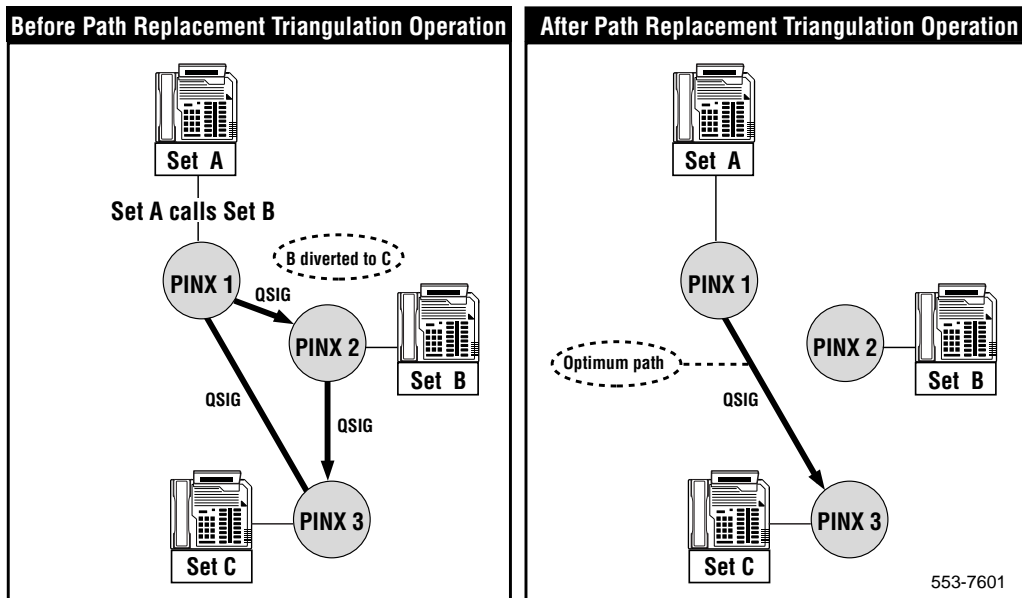 Before Path Replacement Triangulation Operation
Set A
Set A calls Set B
B diverted to C
PINX 1
QSIG
PINX 2
Set B
QSIG
QSIG
PINX 3
Set C
After Path Replacement Triangulation Operation
Set A
PINX 1
PINX 2
Optimum path
Set B
QSIG
PINX 3
Set C
553-7601